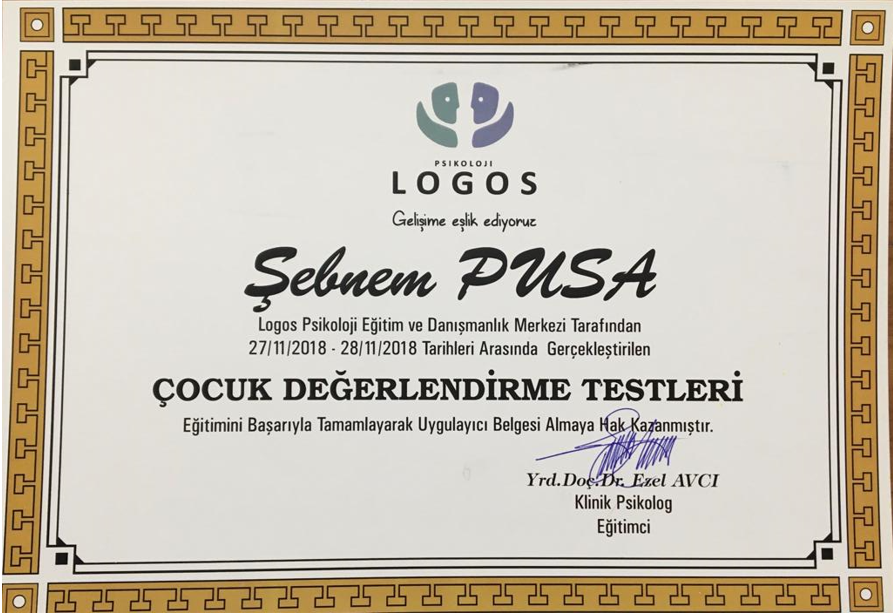 PSIKOLOJI
LOGOS
Gelişime eşlik ediyoruz
Şebnem PUSA
Logos Psikoloji Eğitim ve Danışmanlık Merkezi Tarafından
27/11/2018 - 28/11/2018 Tarihleri Arasında Gerçekleştirilen
ÇOCUK DEĞERLENDİRME TESTLERİ
Eğitimini Başarıyla Tamamlayarak Uygulayıcı Belgesi Almaya Hak Kazanmıştır.
Yrd.Doç.Dr. Ezel AVCI
Klinik Psikolog
Eğitimci